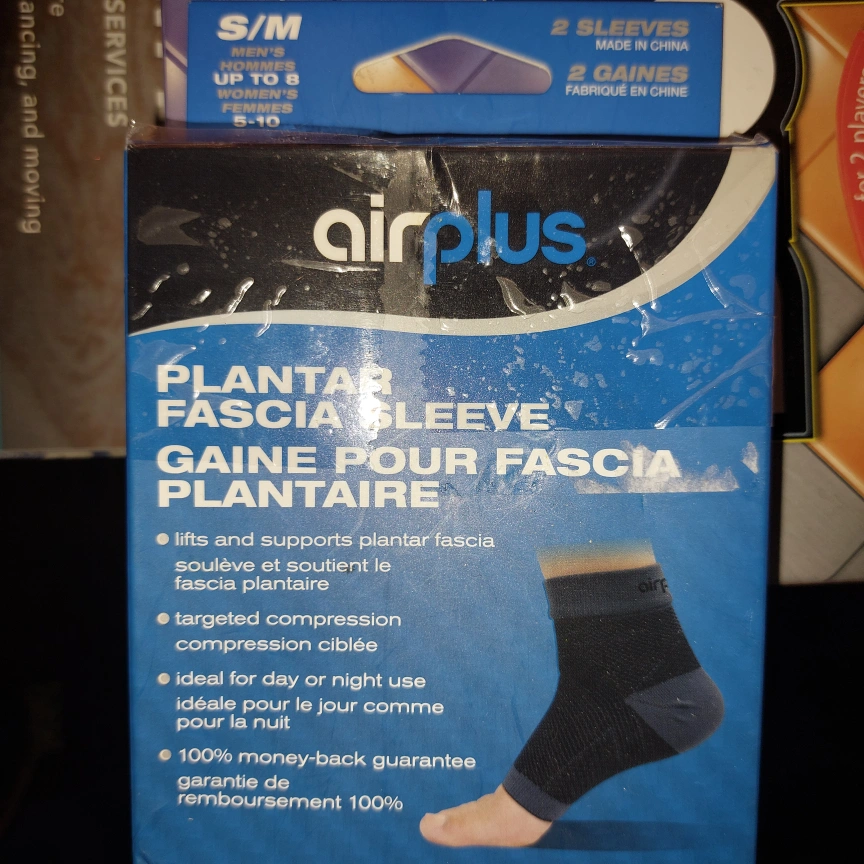 S/M
MEN'S
HOMMES
UP TO 8
WOMEN'S
FEMMES
5-10
2 SLEEVES
MADE IN CHINA
2 GAINES
FABRIQUÉ EN CHINE
airplus®
PLANTAR
FASCIA SLEEVE
GAINE POUR FASCIA
PLANTAIRE
● lifts and supports plantar fascia
soulève et soutient le
fascia plantaire
● targeted compression
compression ciblée
● ideal for day or night use
idéale pour le jour comme
pour la nuit
● 100% money-back guarantee
garantie de
remboursement 100%
airp
SERVICES
ancing, and moving
for 2 players